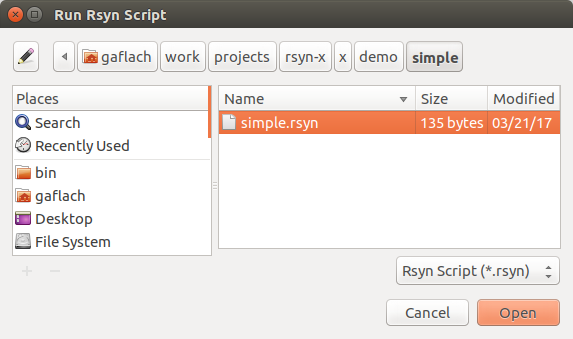 Run Rsyn Script
gaflach work projects rsyn-x x demo simple
Places
Search
Recently Used
bin
gaflach
Desktop
File System
Name Size Modified
simple.rsyn 135 bytes 03/21/17
Rsyn Script (*.rsyn)
Cancel Open